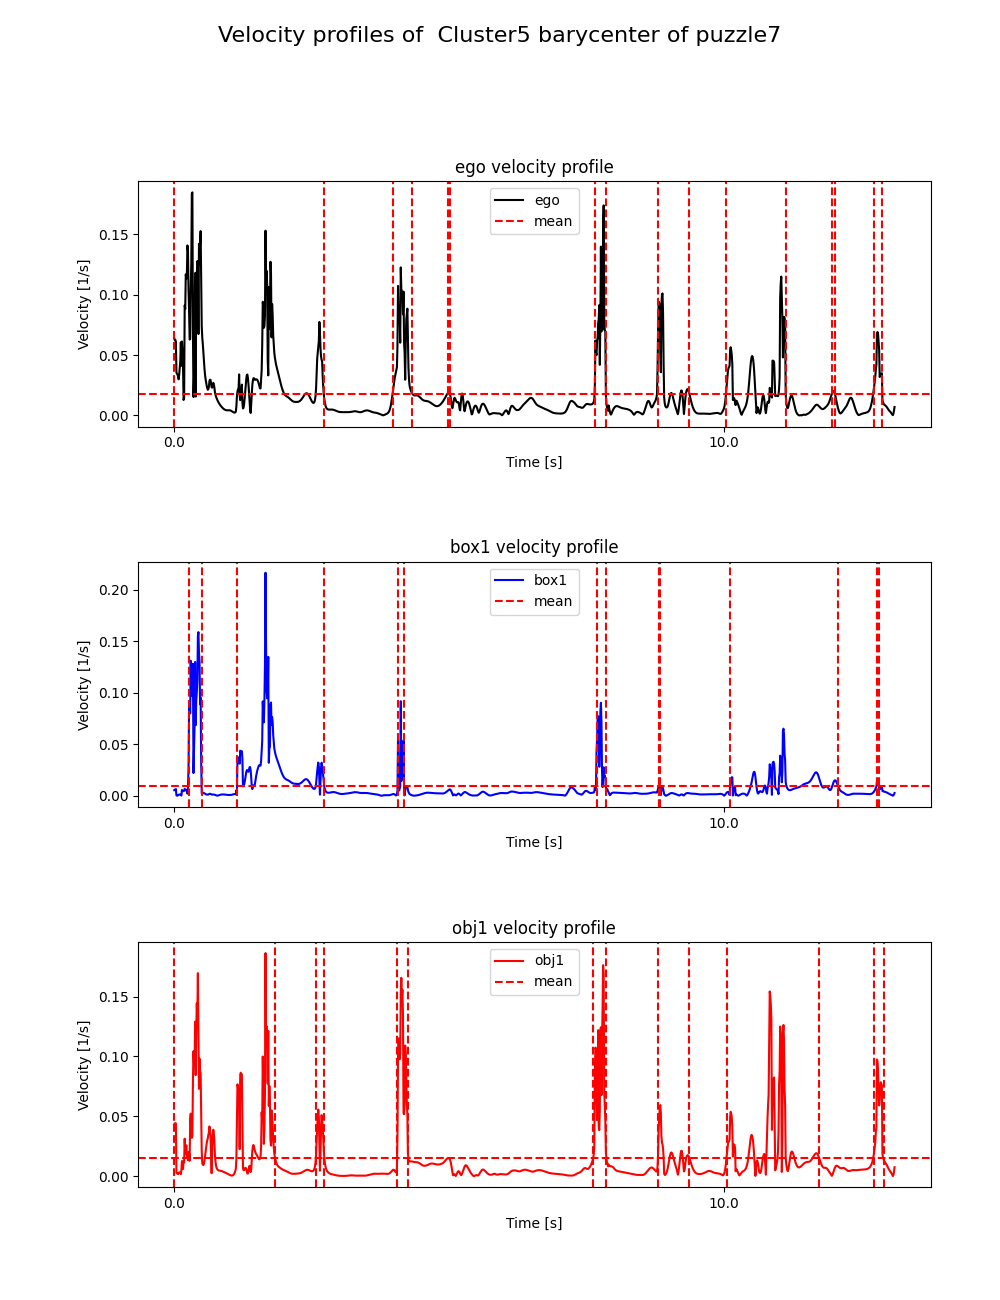 Velocity profiles of  Cluster5 barycenter of puzzle7
ego velocity profile
ego
mean
0.15
0.10
0.05
0.00
Velocity [1/s]
0.0
10.0
Time [s]
box1 velocity profile
box1
mean
0.20
0.15
0.10
0.05
0.00
Velocity [1/s]
0.0
10.0
Time [s]
obj1 velocity profile
obj1
mean
0.15
0.10
0.05
0.00
Velocity [1/s]
0.0
10.0
Time [s]